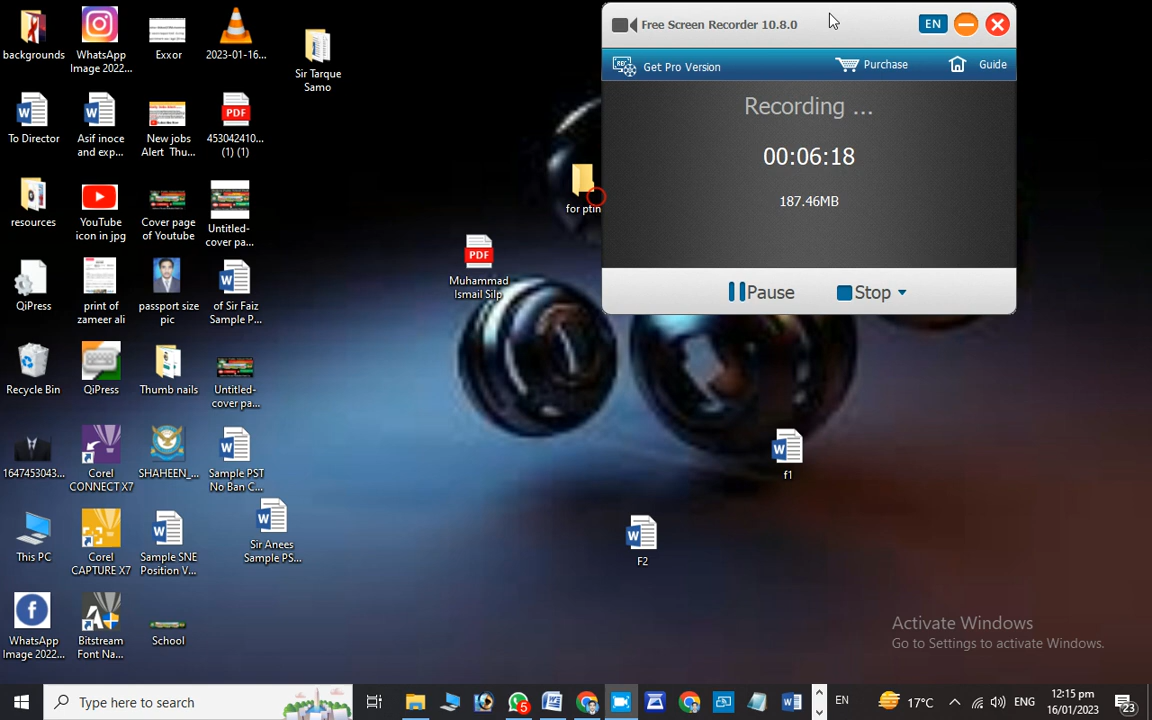 backgrounds
WhatsApp
Image 2022...
Exxor
2023-01-16...
Sir Tarque
Samo
To Director
Asif inoce
and exp...
New jobs
Alert Thu...
453042410...
(1) (1)
resources
YouTube
icon in jpg
Cover page
of Youtube
Untitled-
cover pa...
QiPress
print of
zameer ali
passport size
pic
of Sir Faiz
Sample P...
Recycle Bin
QiPress
Thumb nails
Untitled-
cover pa...
1647453043...
Corel
CONNECT X7
SHAHEEN_...
Sample PST
No Ban C...
This PC
Corel
CAPTURE X7
Sample SNE
Position V...
Sir Anees
Sample PS...
WhatsApp
Image 2022...
Bitstream
Font Na...
School
PDF
Muhammad
Ismail Silp
for ptin
f1
F2
Free Screen Recorder 10.8.0
EN
Get Pro Version
Purchase
Guide
Recording ...
00:06:18
187.46MB
Pause
Stop
Activate Windows
Go to Settings to activate Windows.
Type here to search
5
EN
17°C
ENG
12:15 pm
16/01/2023
23